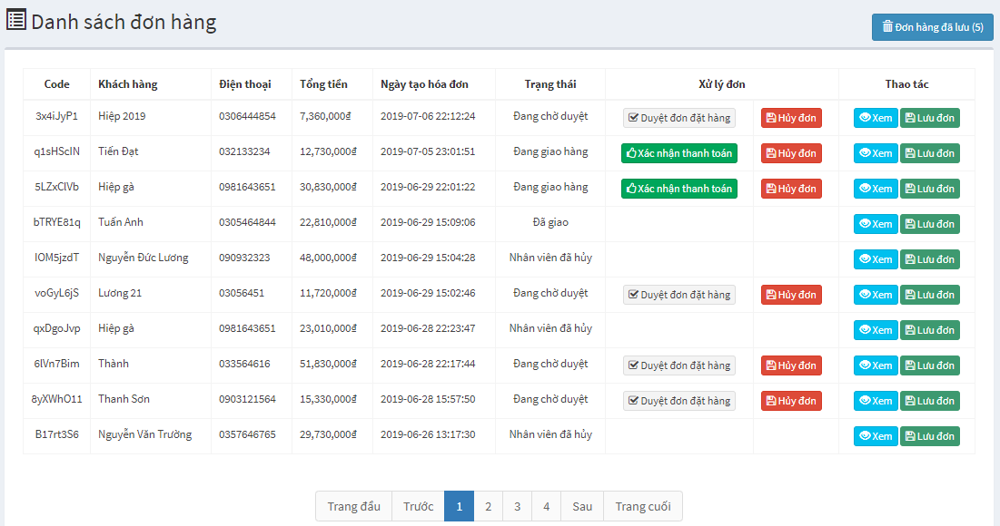 Danh sách đơn hàng
Đơn hàng đã lưu (5)
Code Khách hàng Điện thoại Tổng tiền Ngày tạo hóa đơn Trạng thái Xử lý đơn Thao tác
3x4iJyP1 Hiệp 2019 0306444854 7,360,000₫ 2019-07-06 22:12:24 Đang chờ duyệt Duyệt đơn đặt hàng Hủy đơn Xem Lưu đơn
q1sHScIN Tiến Đạt 032133234 12,730,000₫ 2019-07-05 23:01:51 Đang giao hàng Xác nhận thanh toán Hủy đơn Xem Lưu đơn
5LZxClVb Hiệp gà 0981643651 30,830,000₫ 2019-06-29 22:01:22 Đang giao hàng Xác nhận thanh toán Hủy đơn Xem Lưu đơn
bTRYE81q Tuấn Anh 0305464844 22,810,000₫ 2019-06-29 15:09:06 Đã giao Xem Lưu đơn
IOM5jzdT Nguyễn Đức Lương 090932323 48,000,000₫ 2019-06-29 15:04:28 Nhân viên đã hủy Xem Lưu đơn
voGyL6jS Lương 21 03056451 11,720,000₫ 2019-06-29 15:02:46 Đang chờ duyệt Duyệt đơn đặt hàng Hủy đơn Xem Lưu đơn
qxDgoJvp Hiệp gà 0981643651 23,010,000₫ 2019-06-28 22:23:47 Nhân viên đã hủy Xem Lưu đơn
6lVn7Bim Thành 033564616 51,830,000₫ 2019-06-28 22:17:44 Đang chờ duyệt Duyệt đơn đặt hàng Hủy đơn Xem Lưu đơn
8yXWhO11 Thanh Sơn 0903121564 15,330,000₫ 2019-06-28 15:57:50 Đang chờ duyệt Duyệt đơn đặt hàng Hủy đơn Xem Lưu đơn
B17rt3S6 Nguyễn Văn Trường 0357646765 29,730,000₫ 2019-06-26 13:17:30 Nhân viên đã hủy Xem Lưu đơn
Trang đầu Trước 1 2 3 4 Sau Trang cuối